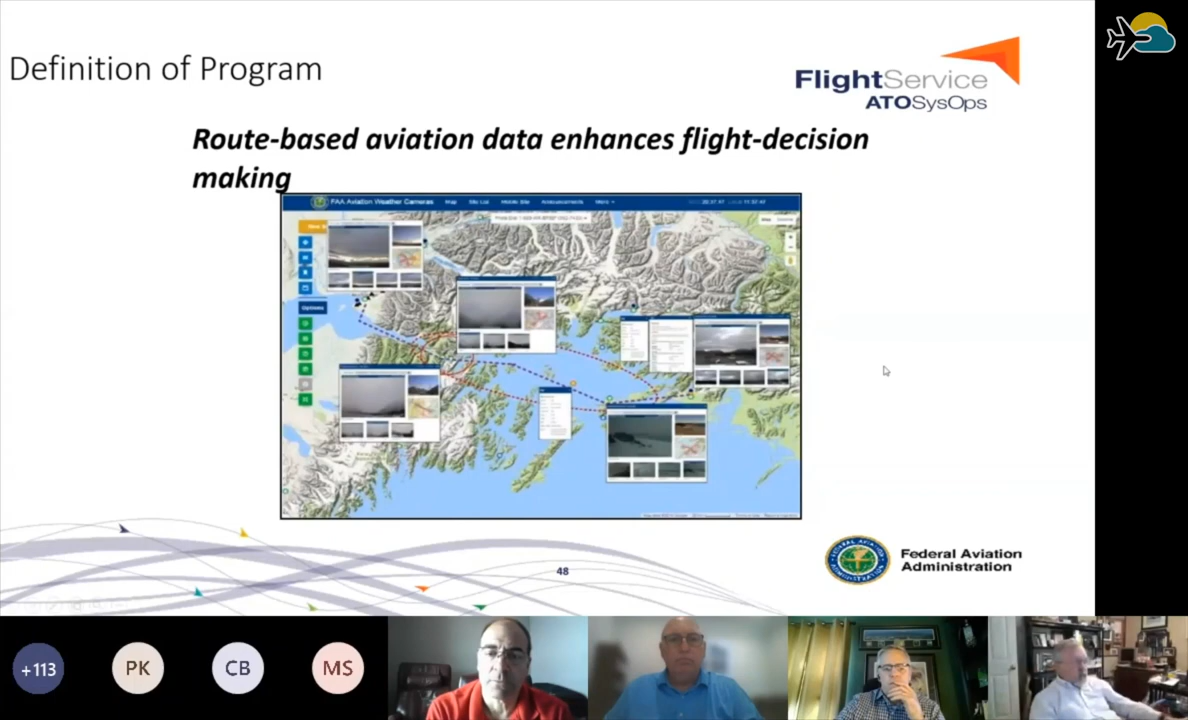 Definition of Program
FlightService
ATOSysOps
Route-based aviation data enhances flight-decision
making
FAA Aviation Weather Cameras Map Site List Mobile Site Announcements More
Options
48
Federal Aviation
Administration
+113
PK
CB
MS